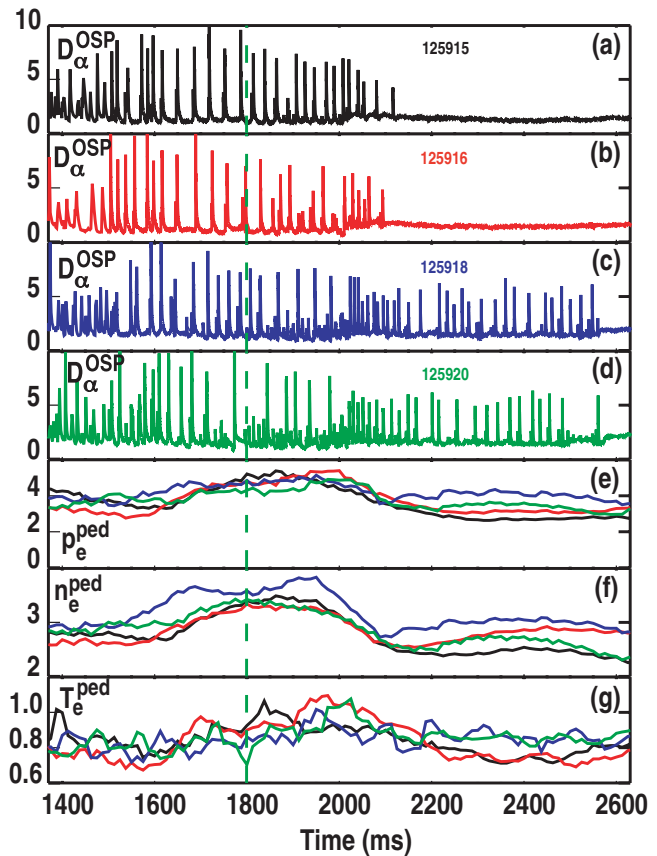 10
D_α^OSP
125915
(a)
5
0
D_α^OSP
125916
(b)
5
0
D_α^OSP
125918
(c)
5
0
D_α^OSP
125920
(d)
5
0
4
(e)
2
p_e^ped
0
n_e^ped
(f)
3
2
T_e^ped
(g)
1.0
0.8
0.6
1400 1600 1800 2000 2200 2400 2600
Time (ms)